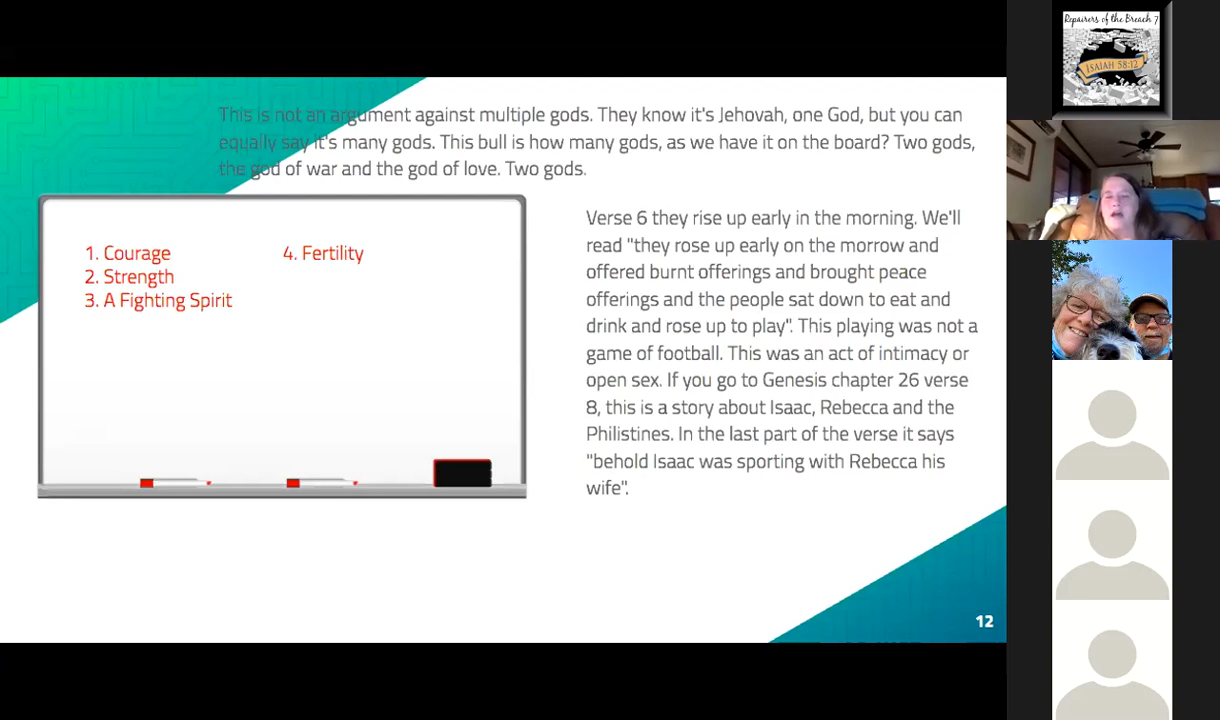 This is not an argument against multiple gods. They know it's Jehovah, one God, but you can
equally say it's many gods. This bull is how many gods, as we have it on the board? Two gods,
the god of war and the god of love. Two gods.
1. Courage
2. Strength
3. A Fighting Spirit
4. Fertility
Verse 6 they rise up early in the morning. We'll
read "they rose up early on the morrow and
offered burnt offerings and brought peace
offerings and the people sat down to eat and
drink and rose up to play". This playing was not a
game of football. This was an act of intimacy or
open sex. If you go to Genesis chapter 26 verse
8, this is a story about Isaac, Rebecca and the
Philistines. In the last part of the verse it says
"behold Isaac was sporting with Rebecca his
wife".
12
Repairers of the Breach 7
ISAIAH 58:12